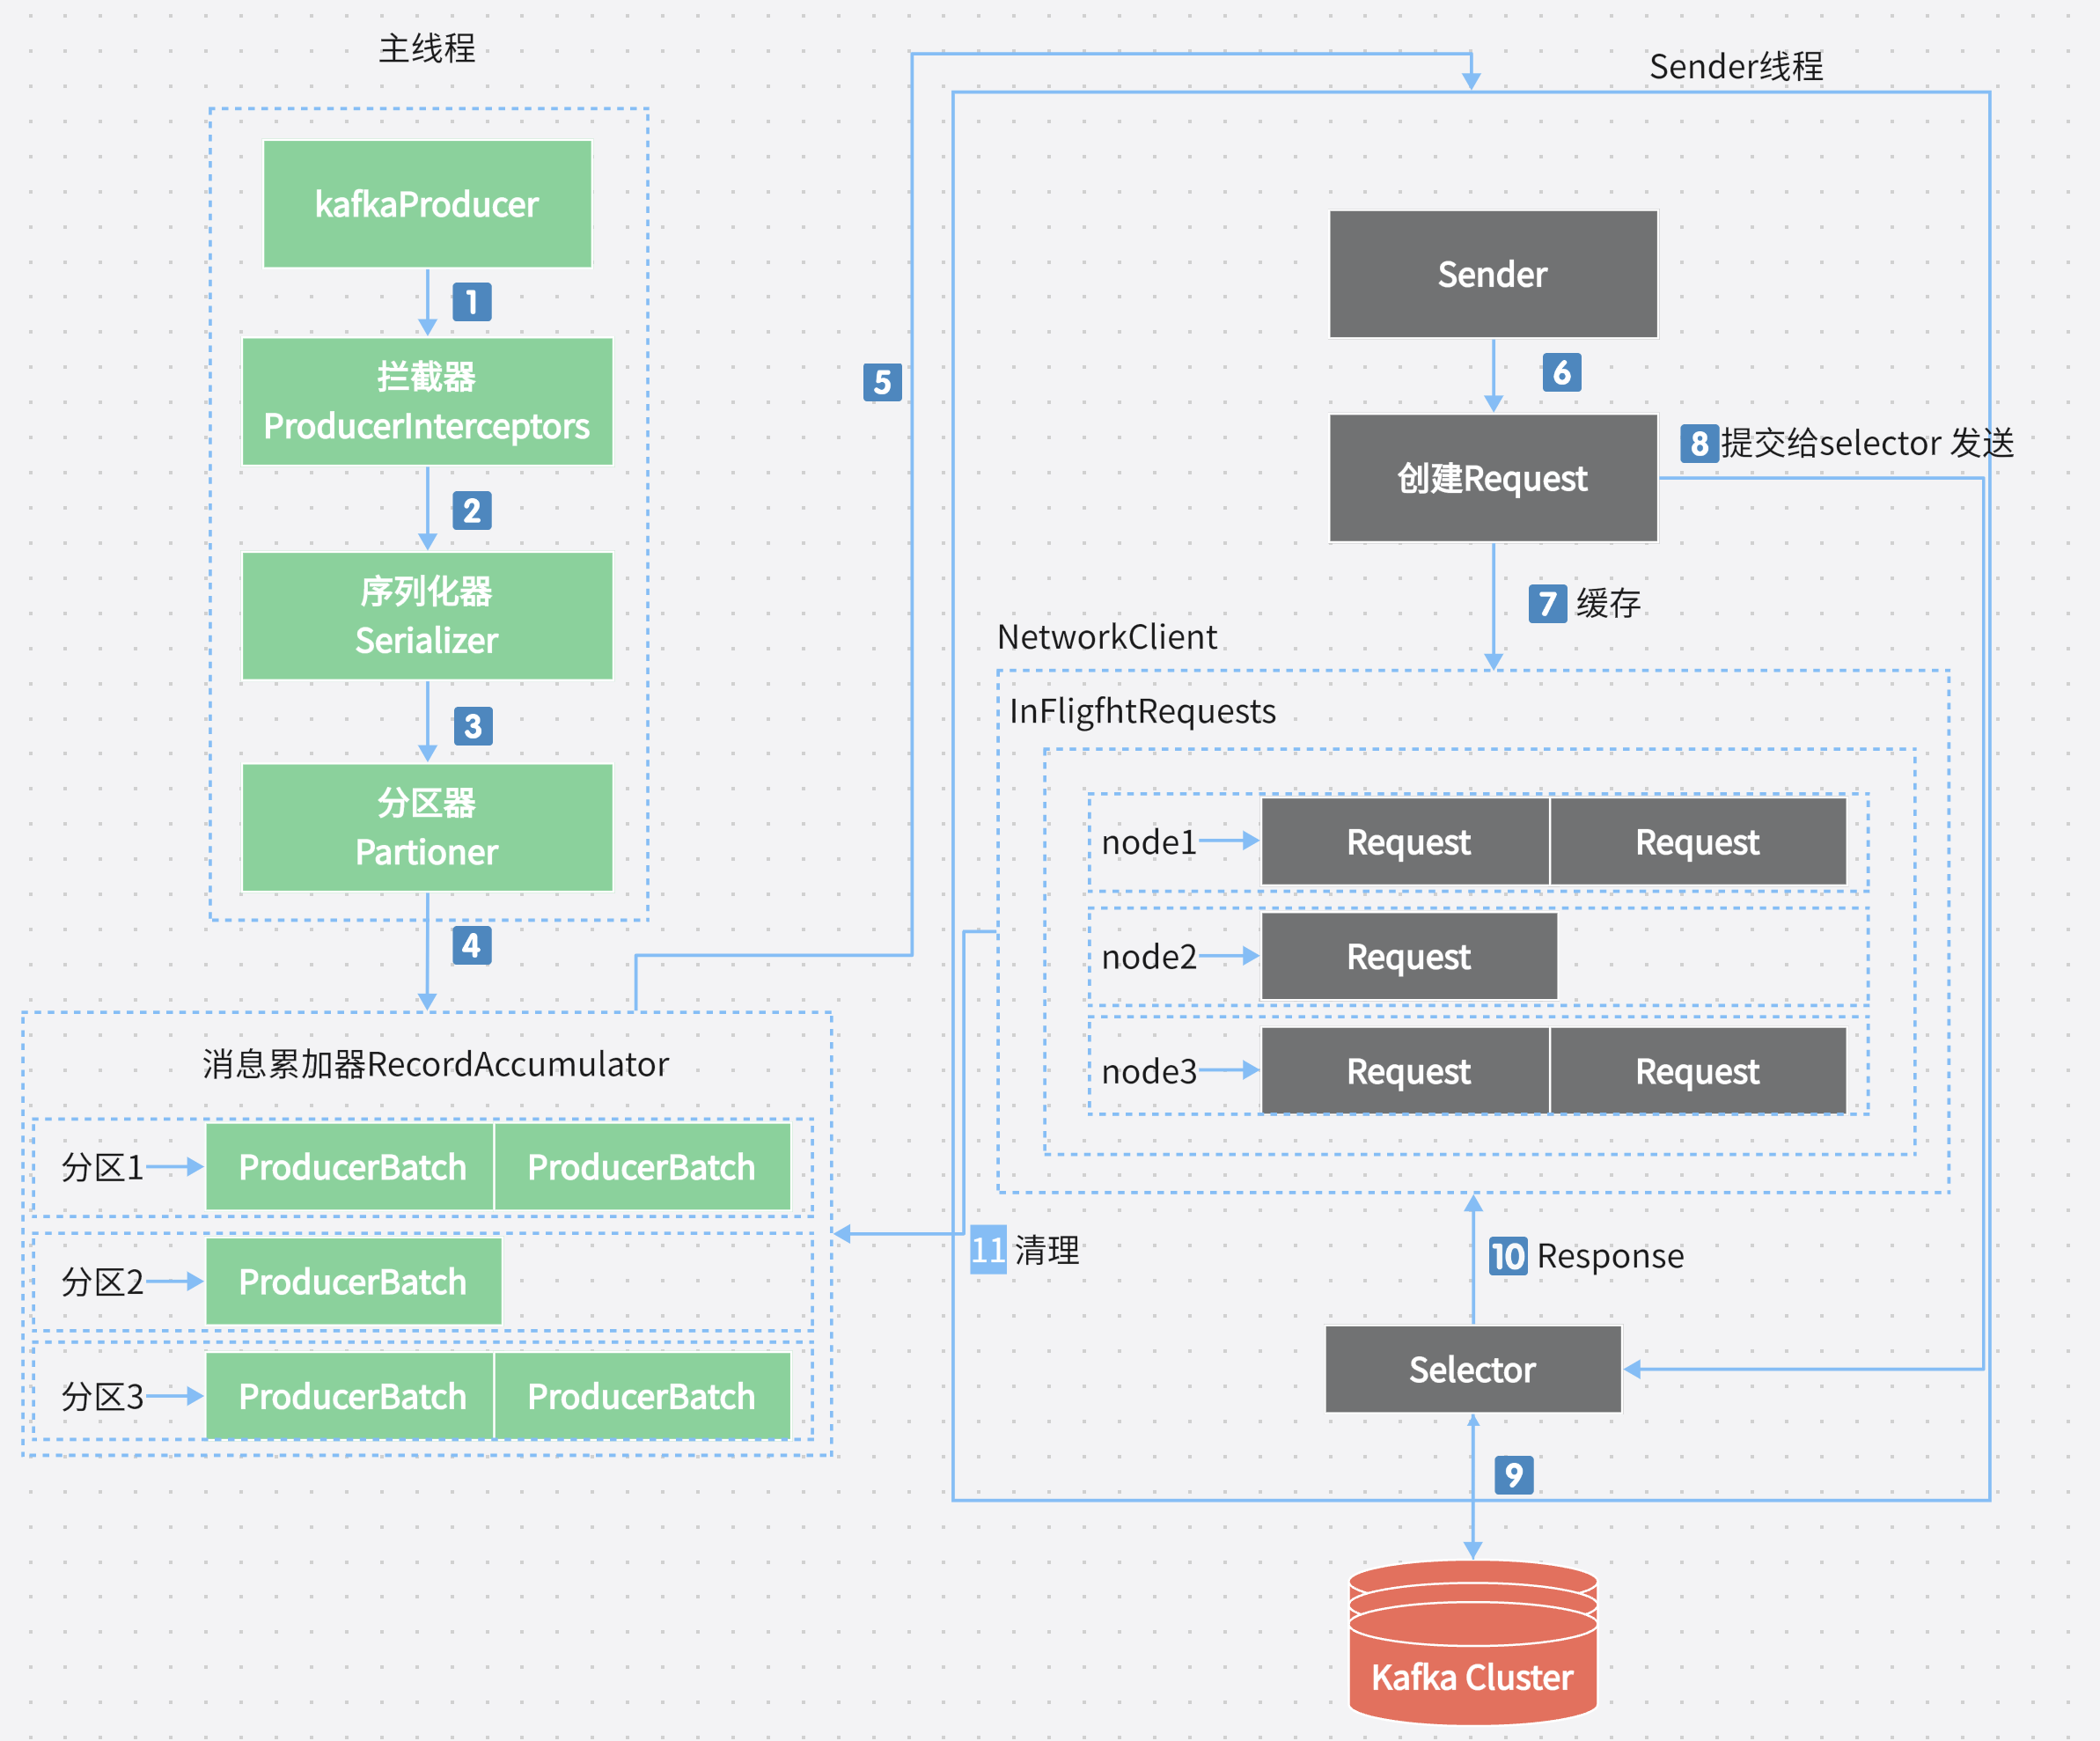 主线程
kafkaProducer
1
拦截器
ProducerInterceptors
2
序列化器
Serializer
3
分区器
Partioner
4
消息累加器RecordAccumulator
分区1
ProducerBatch
ProducerBatch
分区2
ProducerBatch
分区3
ProducerBatch
ProducerBatch
5
Sender线程
Sender
6
创建Request
8 提交给selector 发送
7 缓存
NetworkClient
InFligfhtRequests
node1
Request
Request
node2
Request
node3
Request
Request
11 清理
10 Response
Selector
9
Kafka Cluster